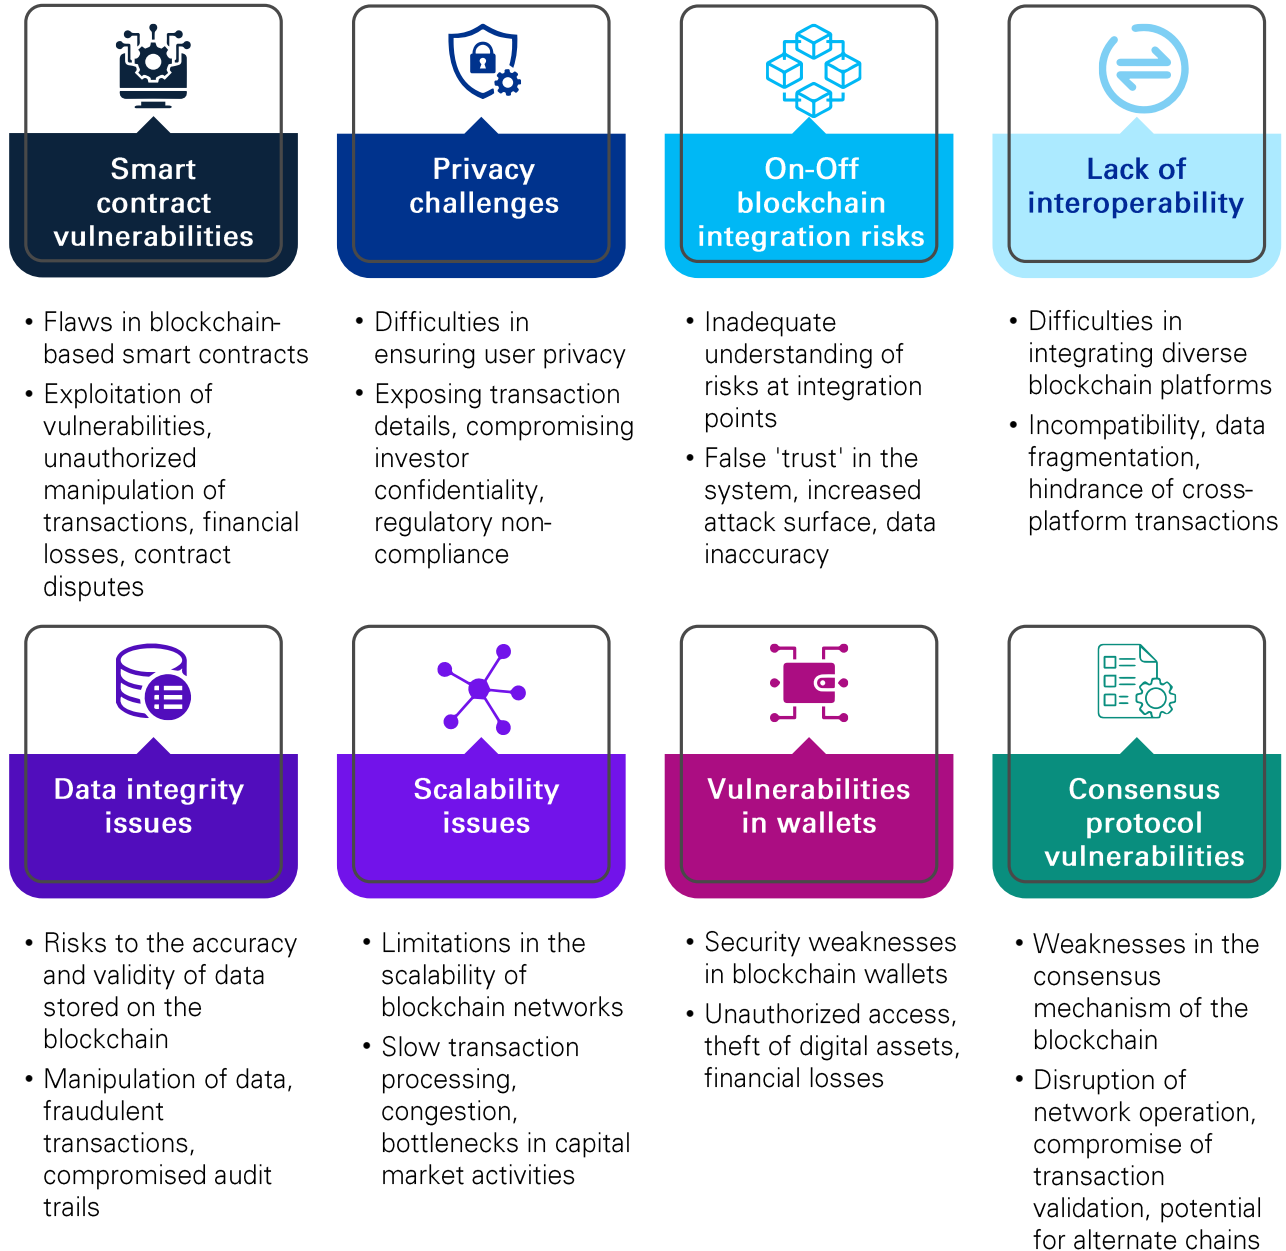 Smart
contract
vulnerabilities
• Flaws in blockchain-
based smart contracts
• Exploitation of
vulnerabilities,
unauthorized
manipulation of
transactions, financial
losses, contract
disputes
Privacy
challenges
• Difficulties in
ensuring user privacy
• Exposing transaction
details, compromising
investor
confidentiality,
regulatory non-
compliance
On-Off
blockchain
integration risks
• Inadequate
understanding of
risks at integration
points
• False 'trust' in the
system, increased
attack surface, data
inaccuracy
Lack of
interoperability
• Difficulties in
integrating diverse
blockchain platforms
• Incompatibility, data
fragmentation,
hindrance of cross-
platform transactions
Data integrity
issues
• Risks to the accuracy
and validity of data
stored on the
blockchain
• Manipulation of data,
fraudulent
transactions,
compromised audit
trails
Scalability
issues
• Limitations in the
scalability of
blockchain networks
• Slow transaction
processing,
congestion,
bottlenecks in capital
market activities
Vulnerabilities
in wallets
• Security weaknesses
in blockchain wallets
• Unauthorized access,
theft of digital assets,
financial losses
Consensus
protocol
vulnerabilities
• Weaknesses in the
consensus
mechanism of the
blockchain
• Disruption of
network operation,
compromise of
transaction
validation, potential
for alternate chains